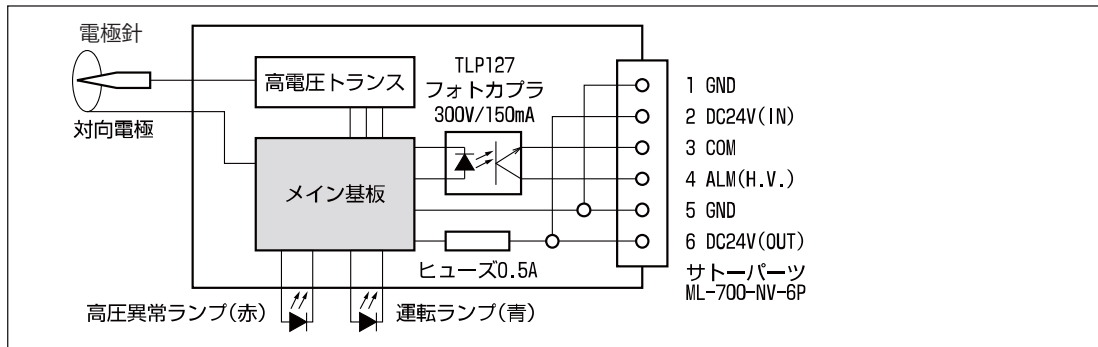 電極針
対向電極
高電圧トランス
TLP127
フォトカプラ
300V/150mA
メイン基板
ヒューズ0.5A
高圧異常ランプ(赤)
運転ランプ(青)
1 GND
2 DC24V(IN)
3 COM
4 ALM(H.V.)
5 GND
6 DC24V(OUT)
サトーパーツ
ML-700-NV-6P